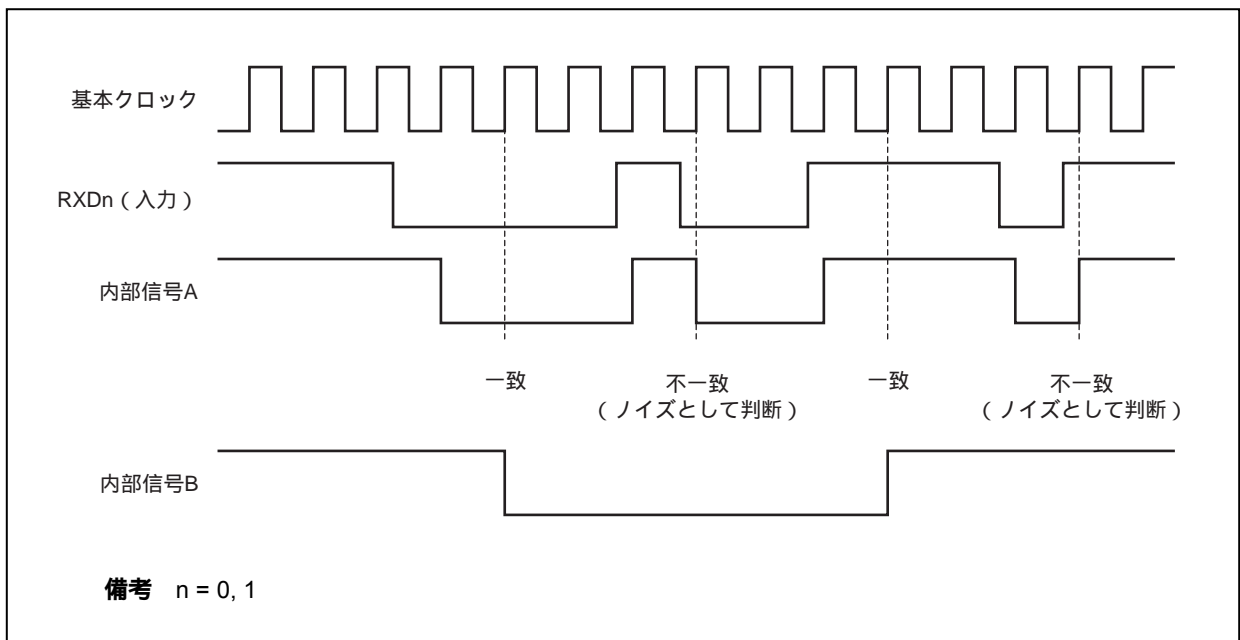 基本クロック
RXDn（入力）
内部信号A
一致
不一致
（ノイズとして判断）
一致
不一致
（ノイズとして判断）
内部信号B
備考 n = 0, 1